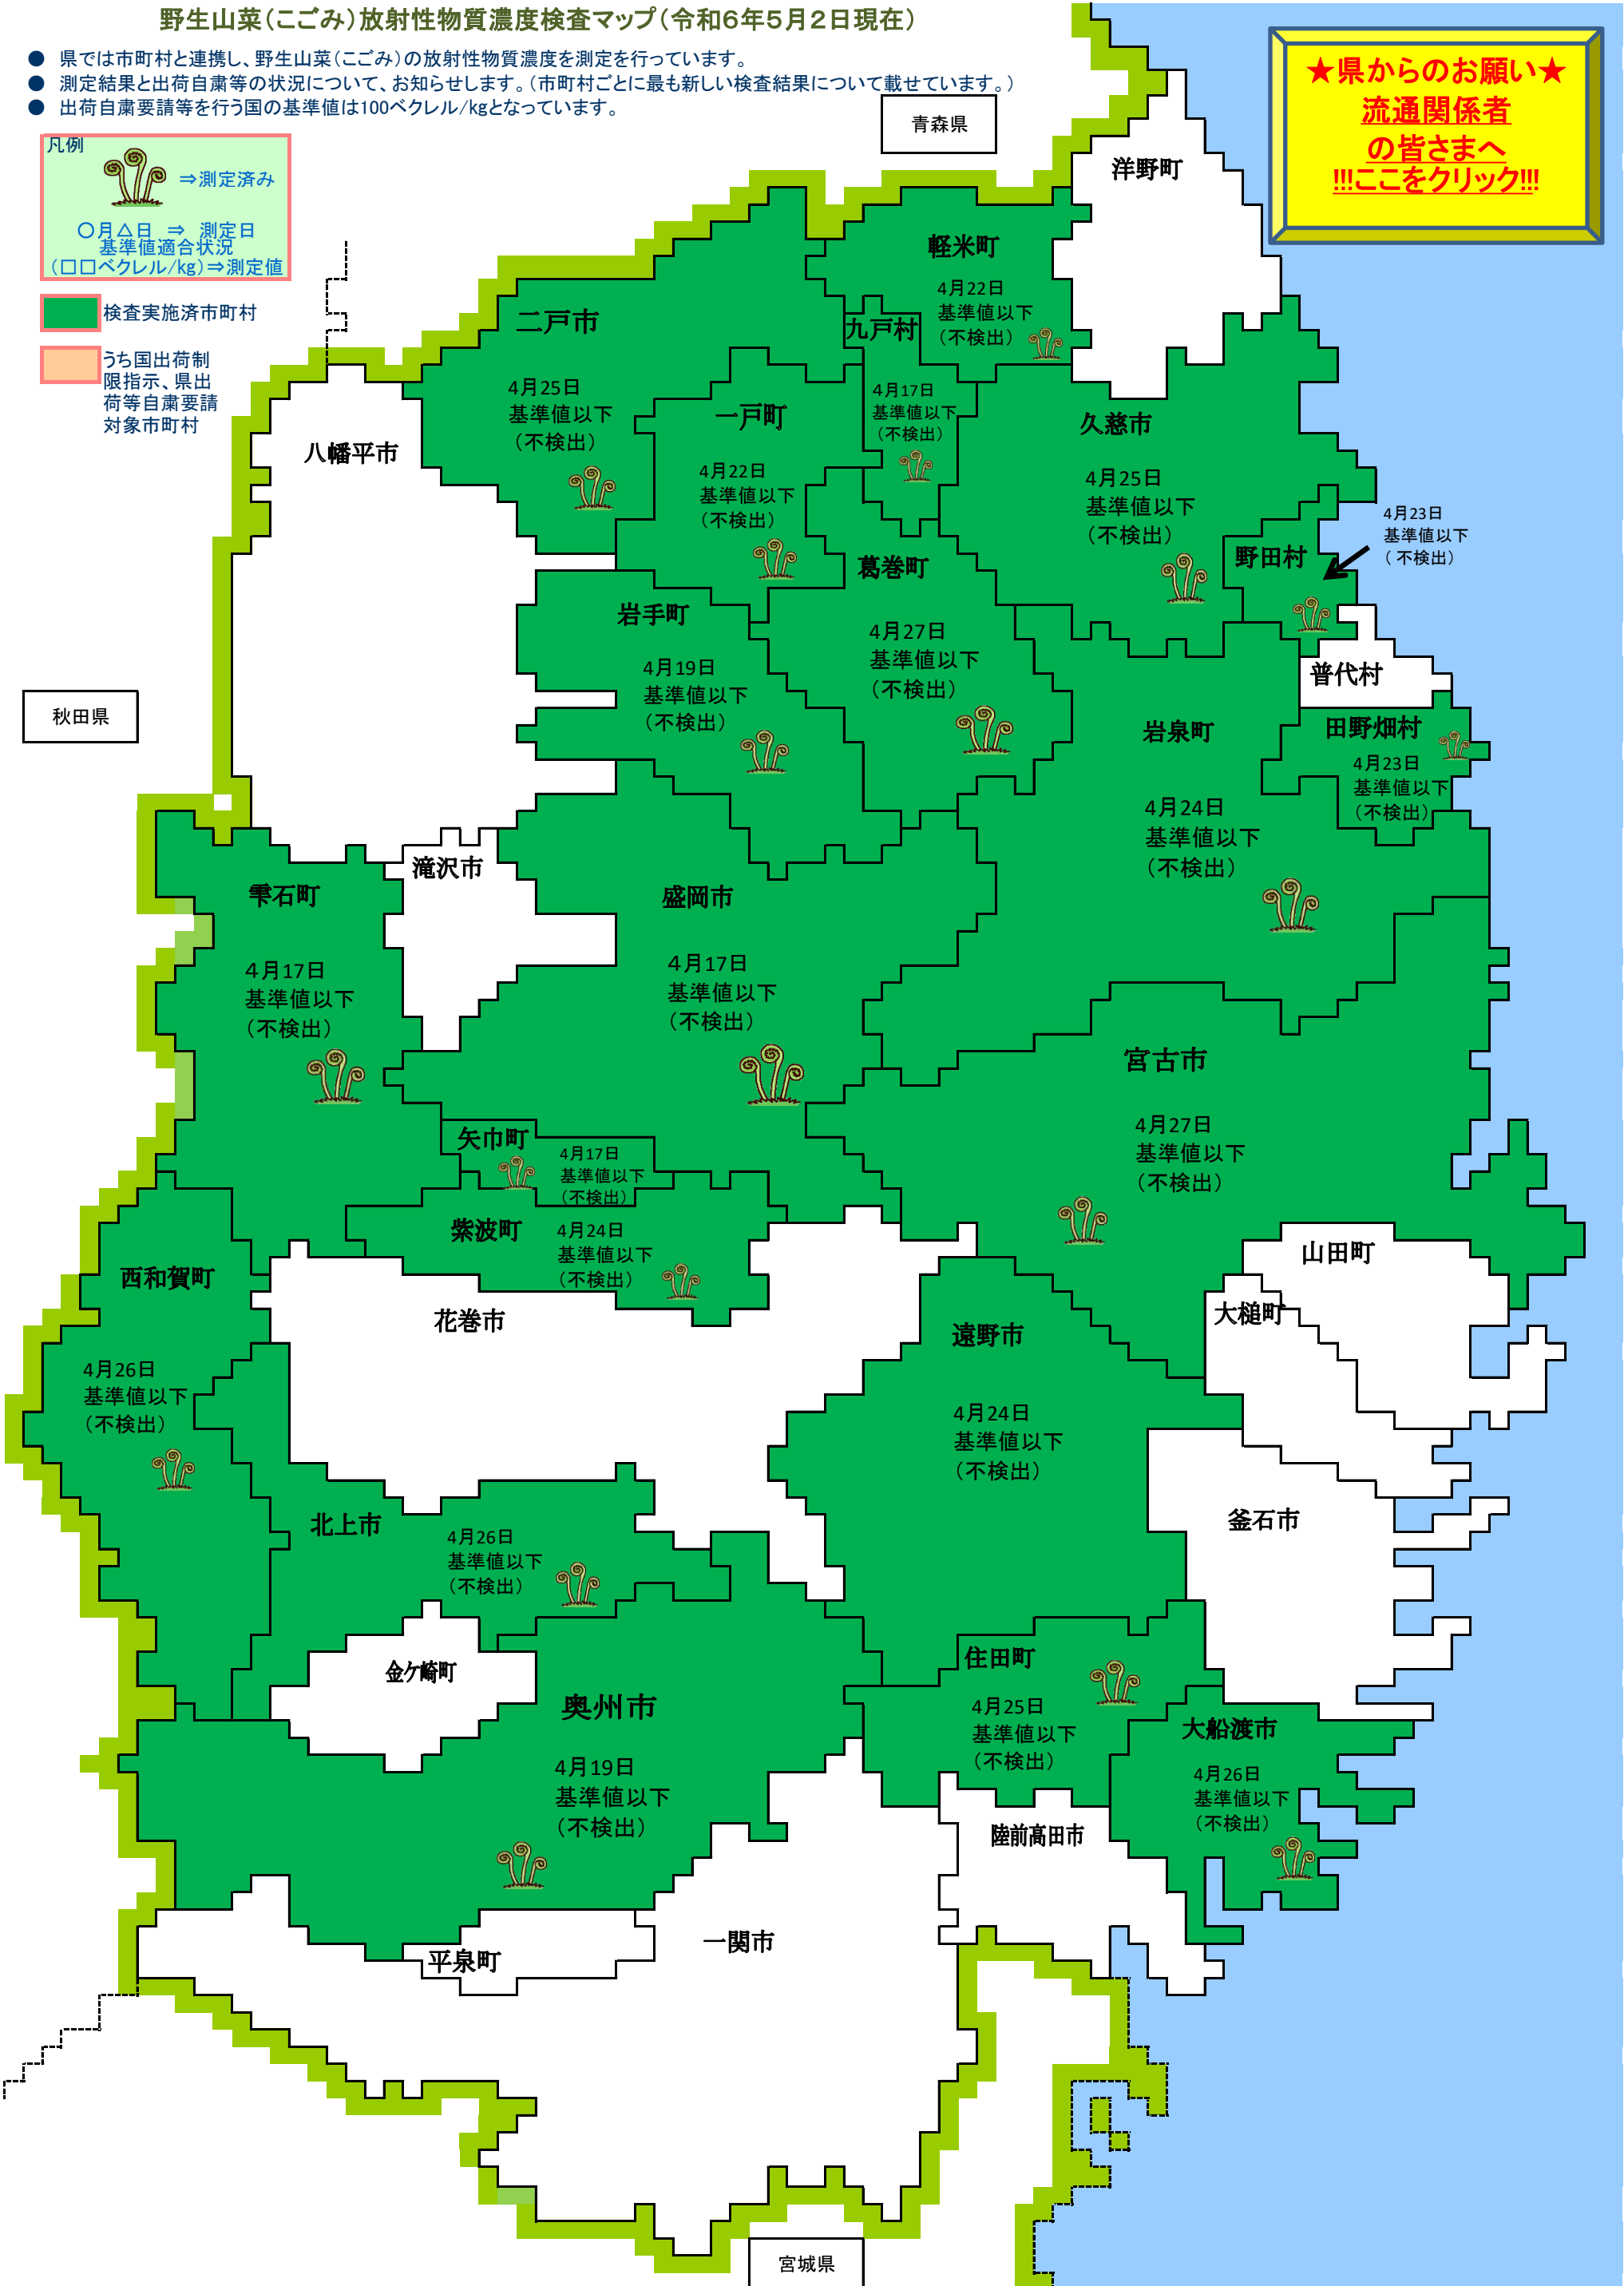 野生山菜(こごみ)放射性物質濃度検査マップ(令和6年5月2日現在)
● 県では市町村と連携し、野生山菜(こごみ)の放射性物質濃度を測定を行っています。
● 測定結果と出荷自粛等の状況について、お知らせします。(市町村ごとに最も新しい検査結果について載せています。)
● 出荷自粛要請等を行う国の基準値は100ベクレル/kgとなっています。
★県からのお願い★
流通関係者
の皆さまへ
!!!ここをクリック!!!
凡例
⇒測定済み
〇月△日 ⇒ 測定日
基準値適合状況
(□□ベクレル/kg)⇒測定値
検査実施済市町村
うち国出荷制
限指示、県出
荷等自粛要請
対象市町村
青森県
洋野町
軽米町
4月22日
基準値以下
(不検出)
二戸市
4月25日
基準値以下
(不検出)
九戸村
4月17日
基準値以下
(不検出)
一戸町
4月22日
基準値以下
(不検出)
久慈市
4月25日
基準値以下
(不検出)
八幡平市
野田村
4月23日
基準値以下
(不検出)
葛巻町
4月27日
基準値以下
(不検出)
岩手町
4月19日
基準値以下
(不検出)
普代村
秋田県
岩泉町
4月24日
基準値以下
(不検出)
田野畑村
4月23日
基準値以下
(不検出)
滝沢市
雫石町
4月17日
基準値以下
(不検出)
盛岡市
4月17日
基準値以下
(不検出)
宮古市
4月27日
基準値以下
(不検出)
矢巾町
4月17日
基準値以下
(不検出)
紫波町
4月24日
基準値以下
(不検出)
山田町
西和賀町
4月26日
基準値以下
(不検出)
花巻市
大槌町
遠野市
4月24日
基準値以下
(不検出)
北上市
4月26日
基準値以下
(不検出)
釜石市
金ケ崎町
住田町
4月25日
基準値以下
(不検出)
奥州市
4月19日
基準値以下
(不検出)
大船渡市
4月26日
基準値以下
(不検出)
陸前高田市
平泉町
一関市
宮城県